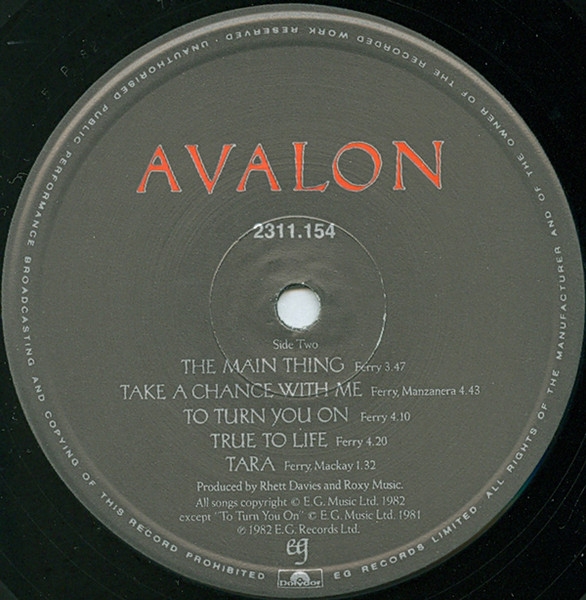 AVALON
2311.154
Side Two
THE MAIN THING Ferry 3.47
TAKE A CHANCE WITH ME Ferry, Manzanera 4.43
TO TURN YOU ON Ferry 4.10
TRUE TO LIFE Ferry 4.20
TARA Ferry, Mackay 1.32
Produced by Rhett Davies and Roxy Music.
All songs copyright © E.G. Music Ltd. 1982
except "To Turn You On" © E.G. Music Ltd. 1981
℗ 1982 E.G. Records Ltd.
eg
polydor
EG RECORDS LIMITED. ALL RIGHTS OF THE MANUFACTURER AND OF THE OWNER OF THE RECORDED WORK RESERVED · UNAUTHORISED PUBLIC PERFORMANCE BROADCASTING AND COPYING OF THIS RECORD PROHIBITED